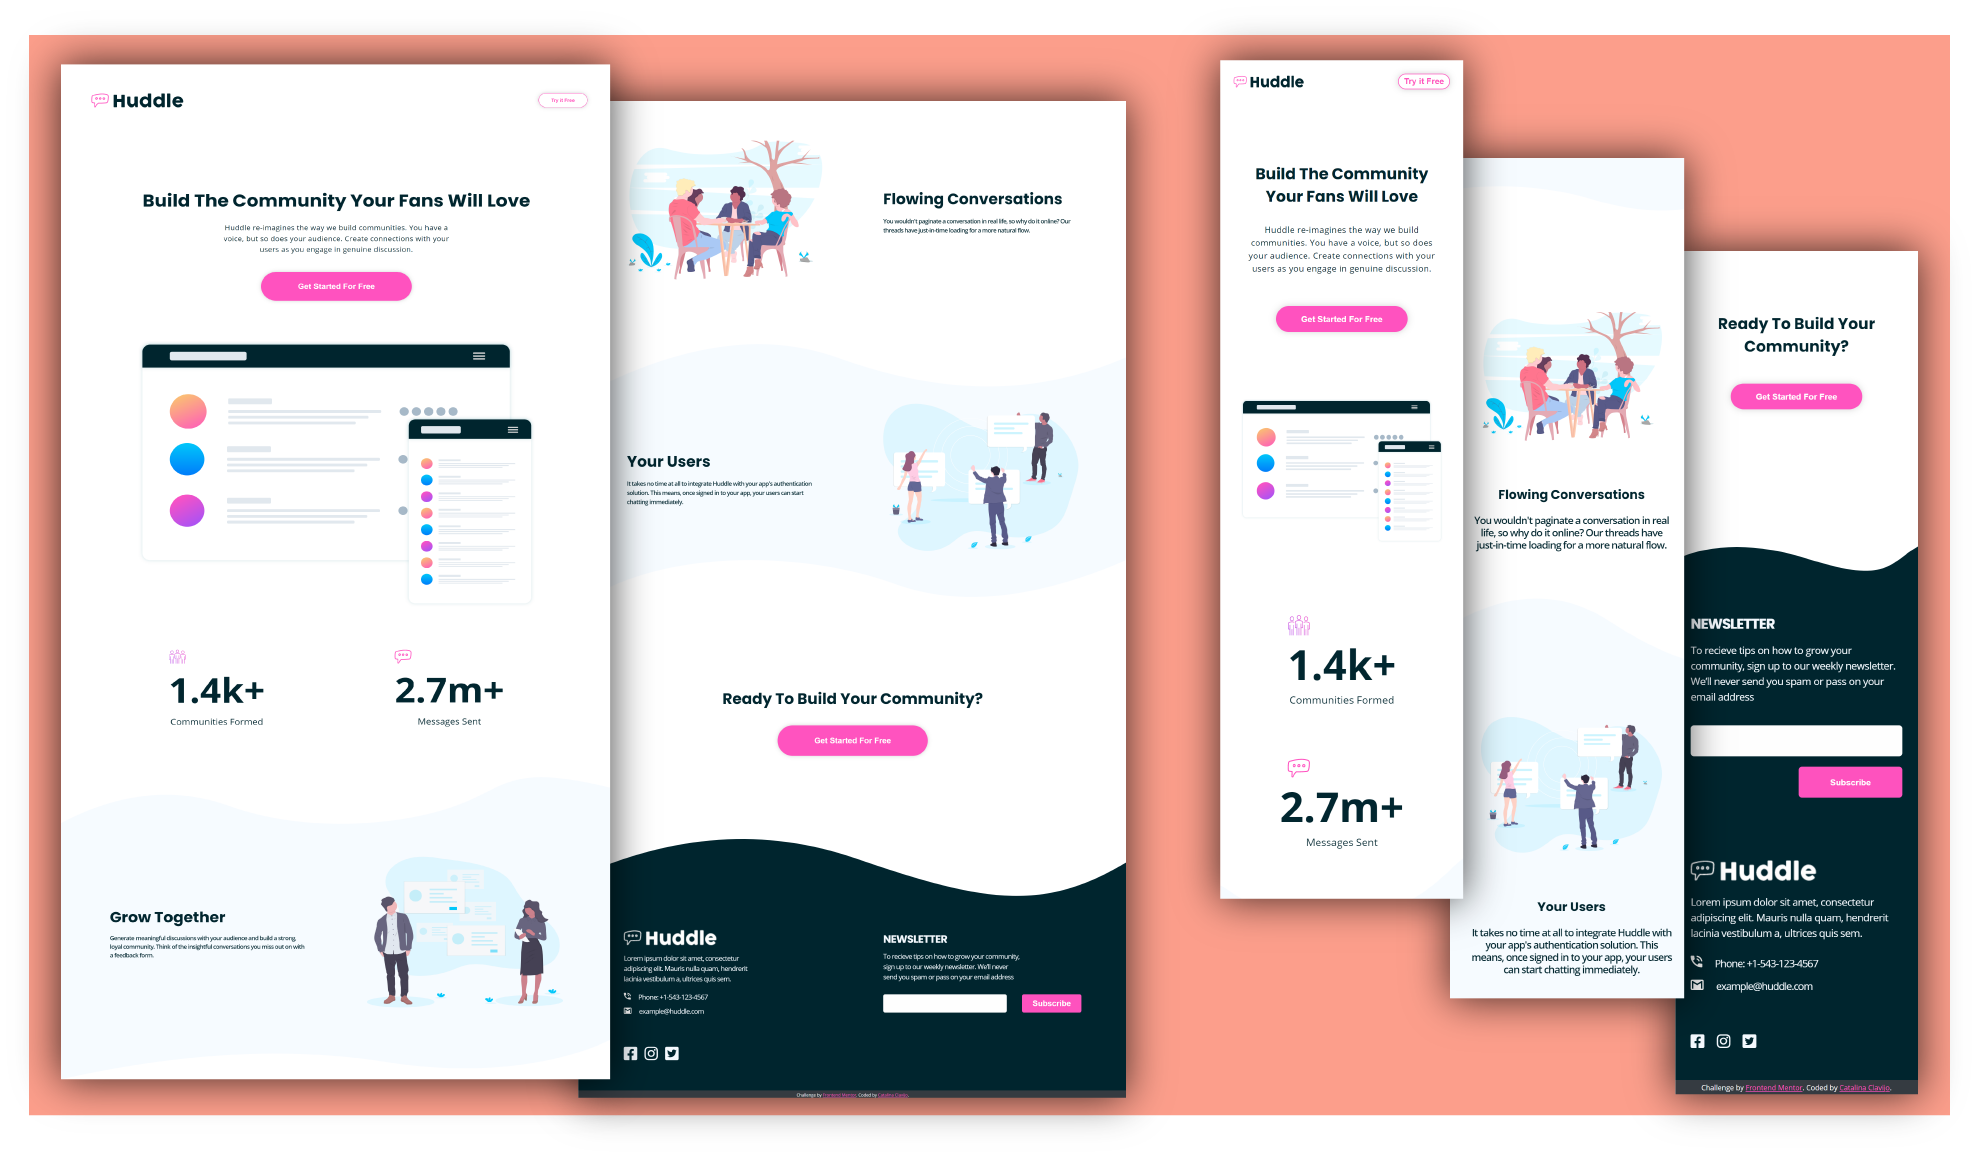 Huddle
Try it Free
Build The Community Your Fans Will Love
Huddle re-imagines the way we build communities. You have a
voice, but so does your audience. Create connections with your
users as you engage in genuine discussion.
Get Started For Free
1.4k+
Communities Formed
2.7m+
Messages Sent
Grow Together
Generate meaningful discussions with your audience and build a strong,
loyal community. Think of the insightful conversations you miss out on with
a feedback form.
Flowing Conversations
You wouldn't paginate a conversation in real life, so why do it online? Our
threads have just-in-time loading for a more natural flow.
Your Users
It takes no time at all to integrate Huddle with your app's authentication
solution. This means, once signed in to your app, your users can start
chatting immediately.
Ready To Build Your Community?
Get Started For Free
Huddle
Lorem ipsum dolor sit amet, consectetur
adipiscing elit. Mauris nulla quam, hendrerit
lacinia vestibulum a, ultrices quis sem.
Phone: +1-543-123-4567
example@huddle.com
NEWSLETTER
To recieve tips on how to grow your community,
sign up to our weekly newsletter. We'll never
send you spam or pass on your email address
Subscribe
Challenge by Frontend Mentor. Coded by Catalina Clavijo.
Huddle
Try it Free
Build The Community
Your Fans Will Love
Huddle re-imagines the way we build
communities. You have a voice, but so does
your audience. Create connections with your
users as you engage in genuine discussion.
Get Started For Free
1.4k+
Communities Formed
2.7m+
Messages Sent
Flowing Conversations
You wouldn't paginate a conversation in real
life, so why do it online? Our threads have
just-in-time loading for a more natural flow.
Your Users
It takes no time at all to integrate Huddle with
your app's authentication solution. This
means, once signed in to your app, your users
can start chatting immediately.
Ready To Build Your
Community?
Get Started For Free
NEWSLETTER
To recieve tips on how to grow your
community, sign up to our weekly newsletter.
We'll never send you spam or pass on your
email address
Subscribe
Huddle
Lorem ipsum dolor sit amet, consectetur
adipiscing elit. Mauris nulla quam, hendrerit
lacinia vestibulum a, ultrices quis sem.
Phone: +1-543-123-4567
example@huddle.com
Challenge by Frontend Mentor. Coded by Catalina Clavijo.